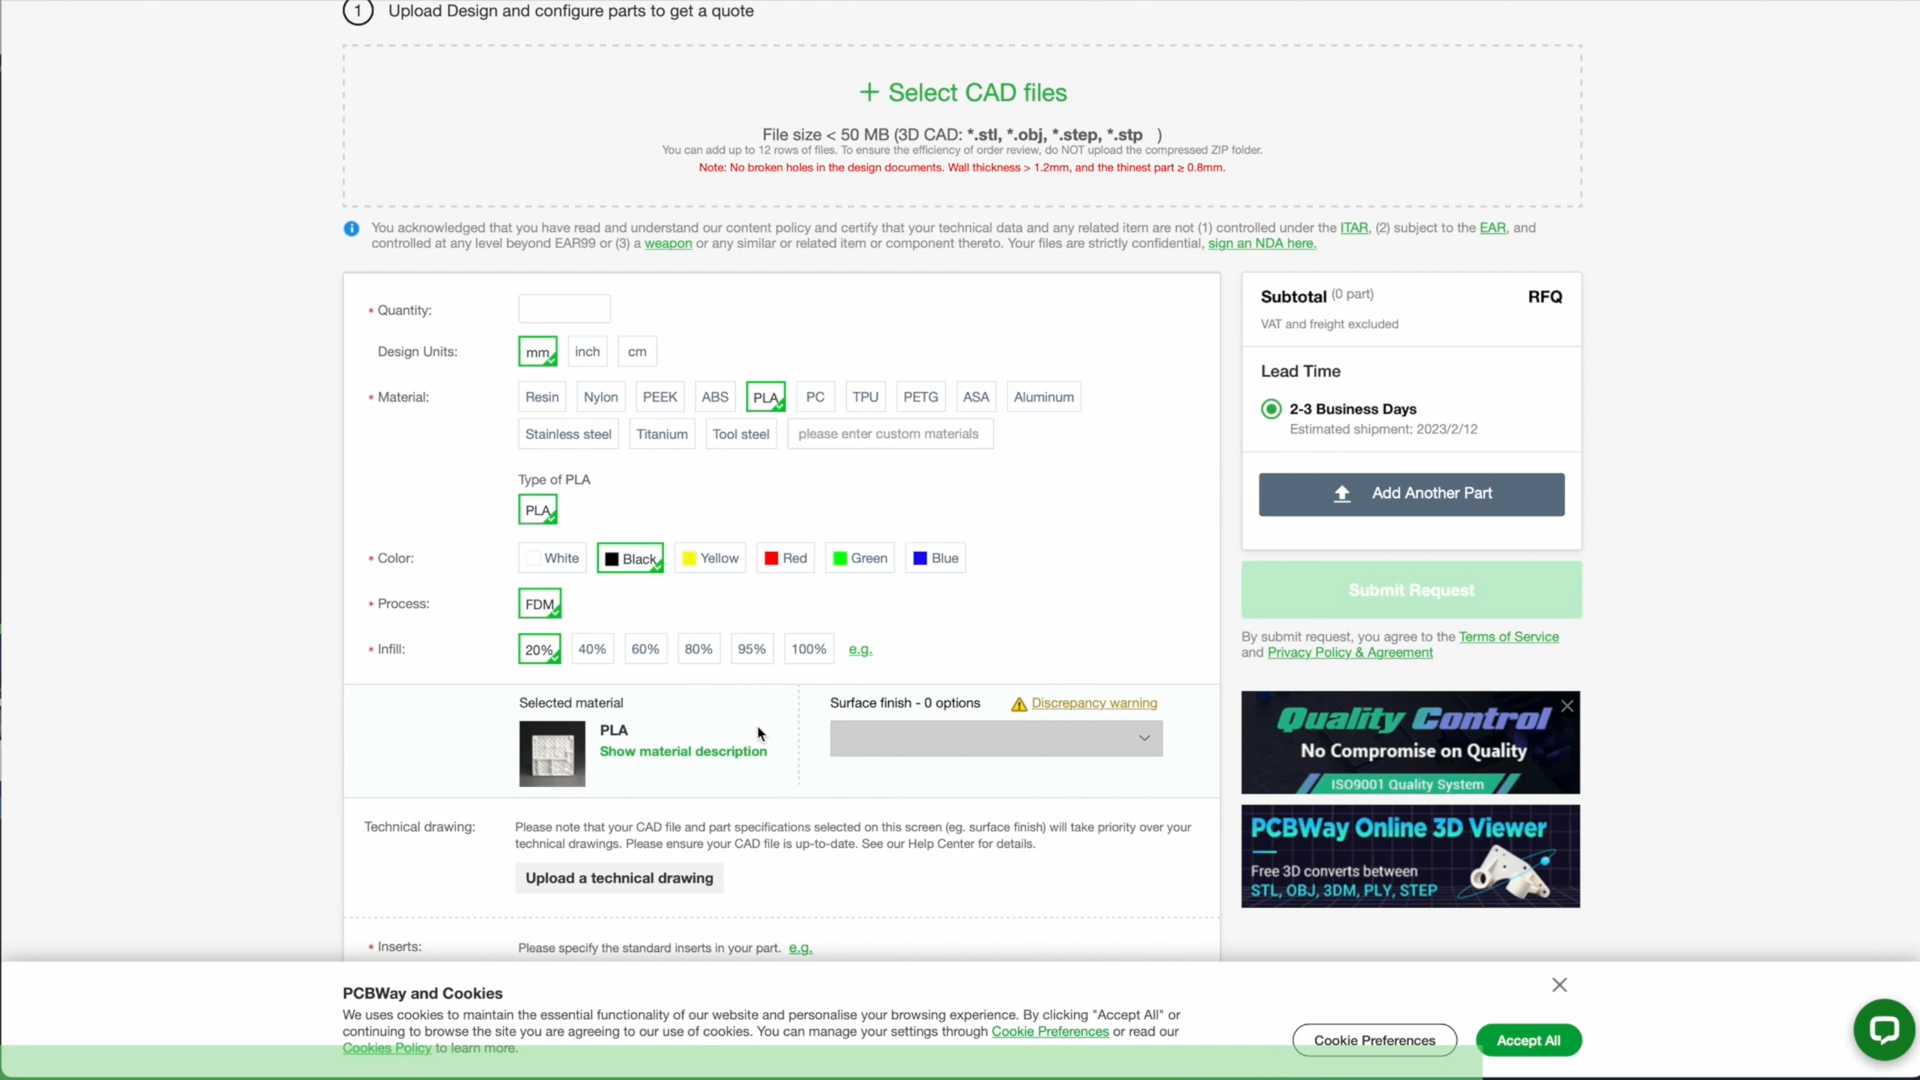 1 Upload Design and configure parts to get a quote
+ Select CAD files
File size < 50 MB (3D CAD: *.stl, *.obj, *.step, *.stp )
You can add up to 12 rows of files. To ensure the efficiency of order review, do NOT upload the compressed ZIP folder.
Note: No broken holes in the design documents. Wall thickness > 1.2mm, and the thinest part ≥ 0.8mm.
You acknowledged that you have read and understand our content policy and certify that your technical data and any related item are not (1) controlled under the ITAR, (2) subject to the EAR, and
controlled at any level beyond EAR99 or (3) a weapon or any similar or related item or component thereto. Your files are strictly confidential, sign an NDA here.
* Quantity:
Design Units: mm inch cm
* Material: Resin Nylon PEEK ABS PLA PC TPU PETG ASA Aluminum
Stainless steel Titanium Tool steel please enter custom materials
Type of PLA
PLA
* Color: White Black Yellow Red Green Blue
* Process: FDM
* Infill: 20% 40% 60% 80% 95% 100% e.g.
Selected material
PLA
Show material description
Surface finish - 0 options Discrepancy warning
Technical drawing: Please note that your CAD file and part specifications selected on this screen (eg. surface finish) will take priority over your
technical drawings. Please ensure your CAD file is up-to-date. See our Help Center for details.
Upload a technical drawing
* Inserts: Please specify the standard inserts in your part. e.g.
Subtotal (0 part) RFQ
VAT and freight excluded
Lead Time
2-3 Business Days
Estimated shipment: 2023/2/12
Add Another Part
Submit Request
By submit request, you agree to the Terms of Service
and Privacy Policy & Agreement
Quality Control
No Compromise on Quality
ISO9001 Quality System
PCBWay Online 3D Viewer
Free 3D converts between
STL, OBJ, 3DM, PLY, STEP
PCBWay and Cookies
We uses cookies to maintain the essential functionality of our website and personalise your browsing experience. By clicking "Accept All" or
continuing to browse the site you are agreeing to our use of cookies. You can manage your settings through Cookie Preferences or read our
Cookies Policy to learn more.
Cookie Preferences
Accept All